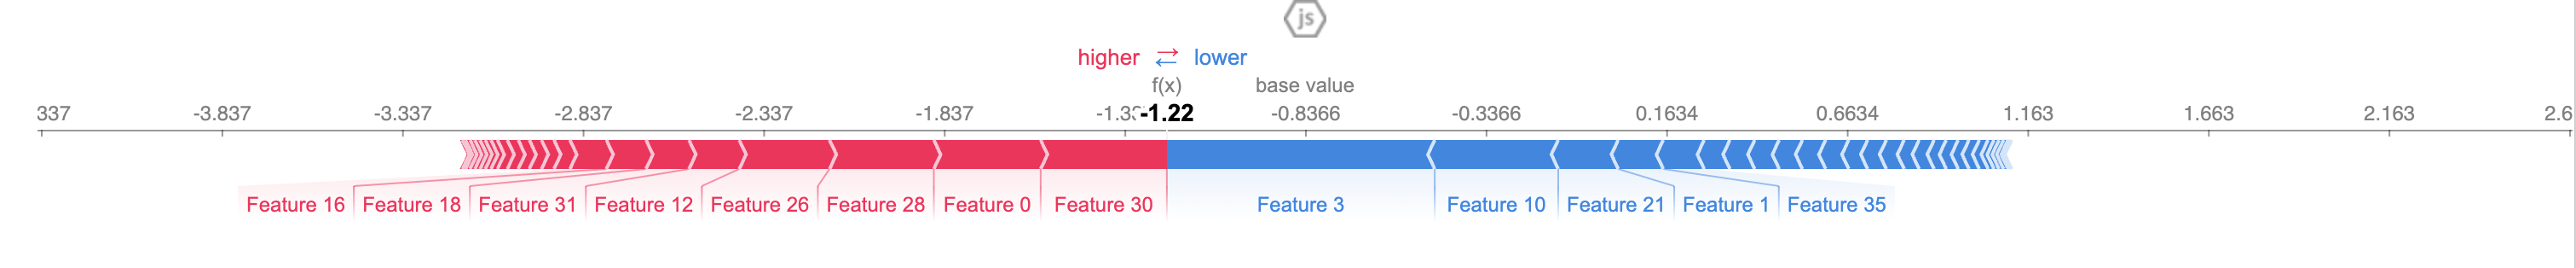 js
higher lower
f(x) base value
337 -3.837 -3.337 -2.837 -2.337 -1.837 -1.22 -0.8366 -0.3366 0.1634 0.6634 1.163 1.663 2.163 2.6
Feature 16 Feature 18 Feature 31 Feature 12 Feature 26 Feature 28 Feature 0 Feature 30 Feature 3 Feature 10 Feature 21 Feature 1 Feature 35